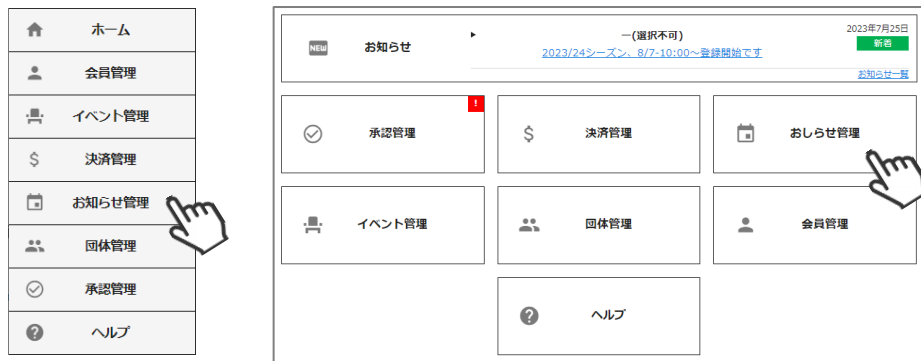 ホーム
会員管理
イベント管理
決済管理
お知らせ管理
団体管理
承認管理
ヘルプ
NEW
お知らせ
ー(選択不可)
2023/24シーズン、8/7-10:00～登録開始です
2023年7月25日
新着
お知らせ一覧
承認管理
!
決済管理
おしらせ管理
イベント管理
団体管理
会員管理
ヘルプ